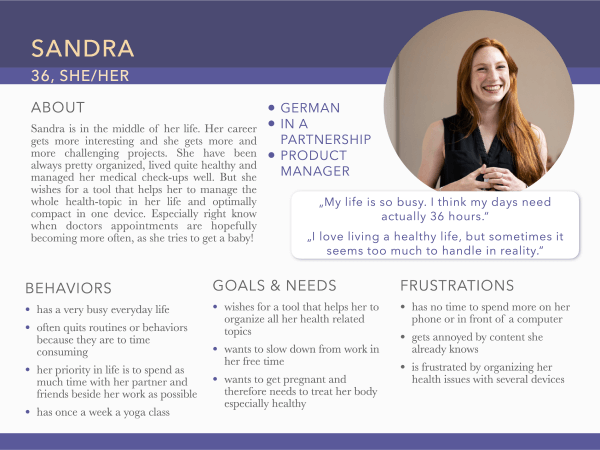 SANDRA
36, SHE/HER
ABOUT
Sandra is in the middle of her life. Her career
gets more interesting and she gets more and
more challenging projects. She have been
always pretty organized, lived quite healthy and
managed her medical check-ups well. But she
wishes for a tool that helps her to manage the
whole health-topic in her life and optimally
compact in one device. Especially right know
when doctors appointments are hopefully
becoming more often, as she tries to get a baby!
• GERMAN
• IN A
PARTNERSHIP
• PRODUCT
MANAGER
„My life is so busy. I think my days need
actually 36 hours.“
„I love living a healthy life, but sometimes it
seems too much to handle in reality.“
BEHAVIORS
• has a very busy everyday life
• often quits routines or behaviors
because they are to time
consuming
• her priority in life is to spend as
much time with her partner and
friends beside her work as possible
• has once a week a yoga class
GOALS & NEEDS
• wishes for a tool that helps her to
organize all her health related
topics
• wants to slow down from work in
her free time
• wants to get pregnant and
therefore needs to treat her body
especially healthy
FRUSTRATIONS
• has no time to spend more on her
phone or in front of a computer
• gets annoyed by content she
already knows
• is frustrated by organizing her
health issues with several devices